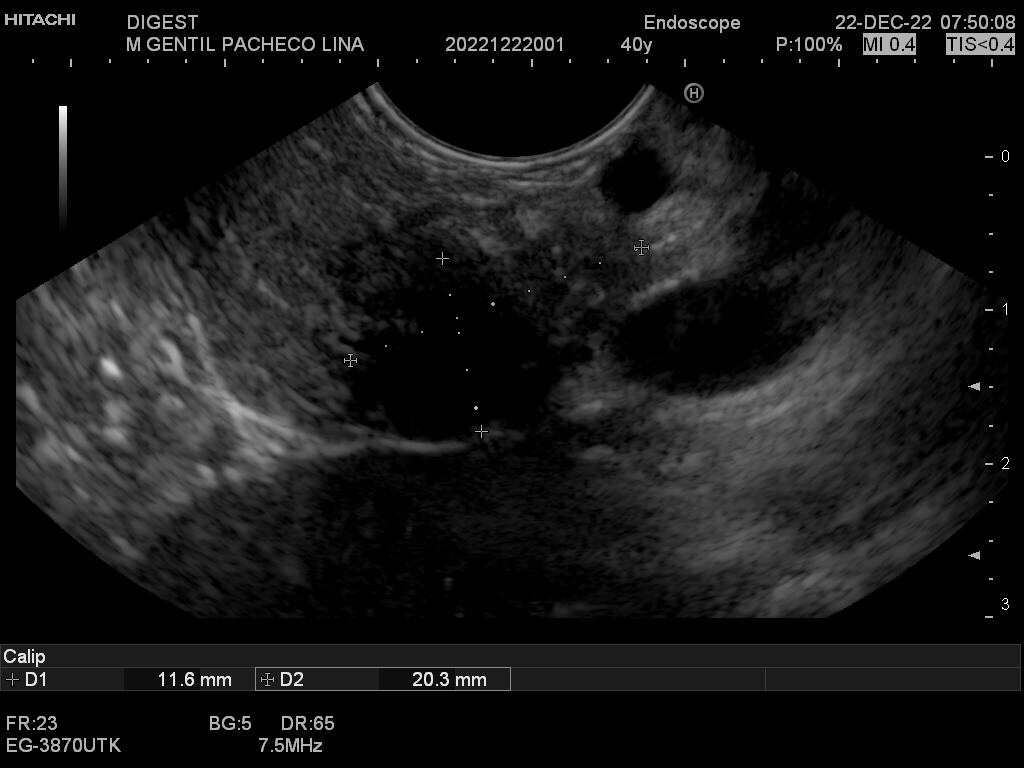 HITACHI DIGEST Endoscope 22-DEC-22 07:50:08
M GENTIL PACHECO LINA 20221222001 40y P:100% MI 0.4 TIS<0.4
H
0
1
2
3
Calip
D1 11.6 mm D2 20.3 mm
FR:23 BG:5 DR:65
EG-3870UTK 7.5MHz